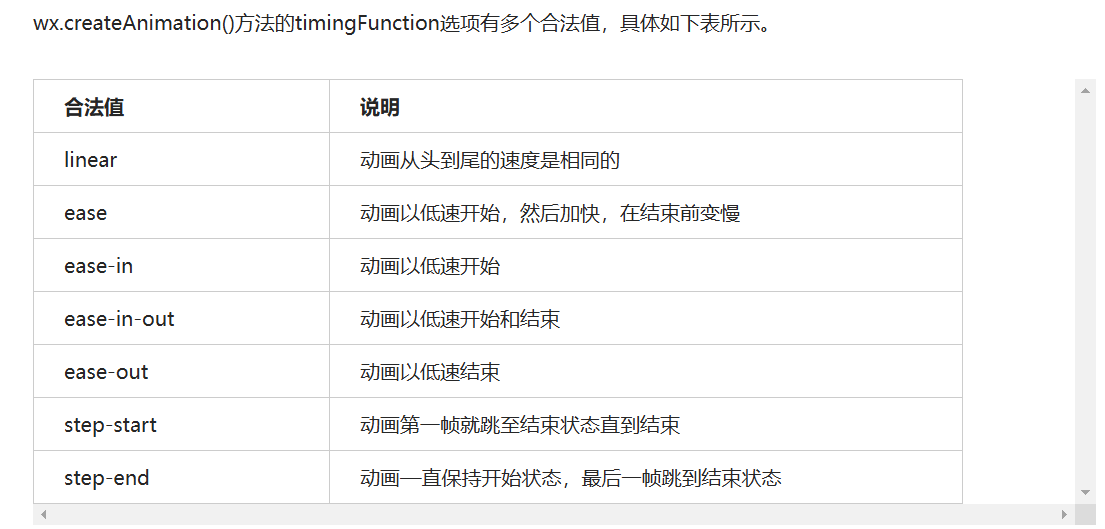 wx.createAnimation()方法的timingFunction选项有多个合法值，具体如下表所示。
合法值 说明
linear 动画从头到尾的速度是相同的
ease 动画以低速开始，然后加快，在结束前变慢
ease-in 动画以低速开始
ease-in-out 动画以低速开始和结束
ease-out 动画以低速结束
step-start 动画第一帧就跳至结束状态直到结束
step-end 动画一直保持开始状态，最后一帧跳到结束状态